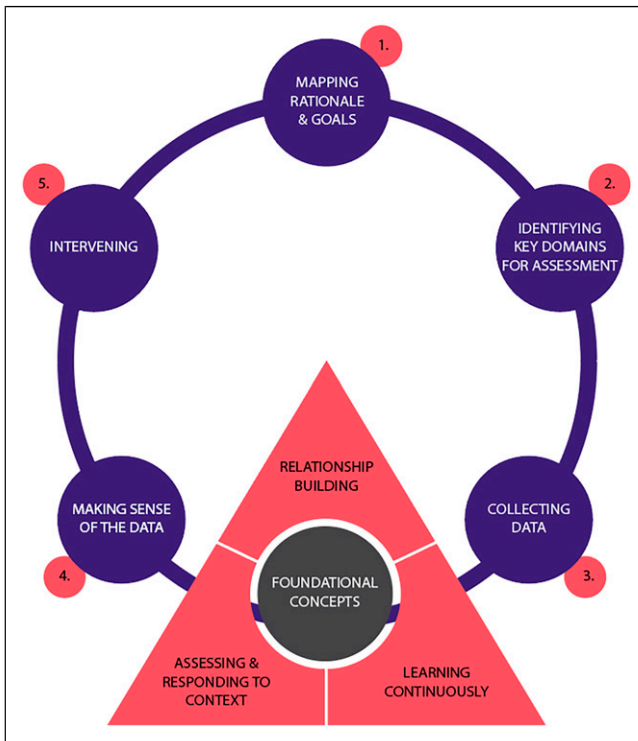 1.
MAPPING
RATIONALE
& GOALS
2.
IDENTIFYING
KEY DOMAINS
FOR ASSESSMENT
COLLECTING
DATA
3.
MAKING SENSE
OF THE DATA
4.
INTERVENING
5.
RELATIONSHIP
BUILDING
FOUNDATIONAL
CONCEPTS
ASSESSING &
RESPONDING TO
CONTEXT
LEARNING
CONTINUOUSLY